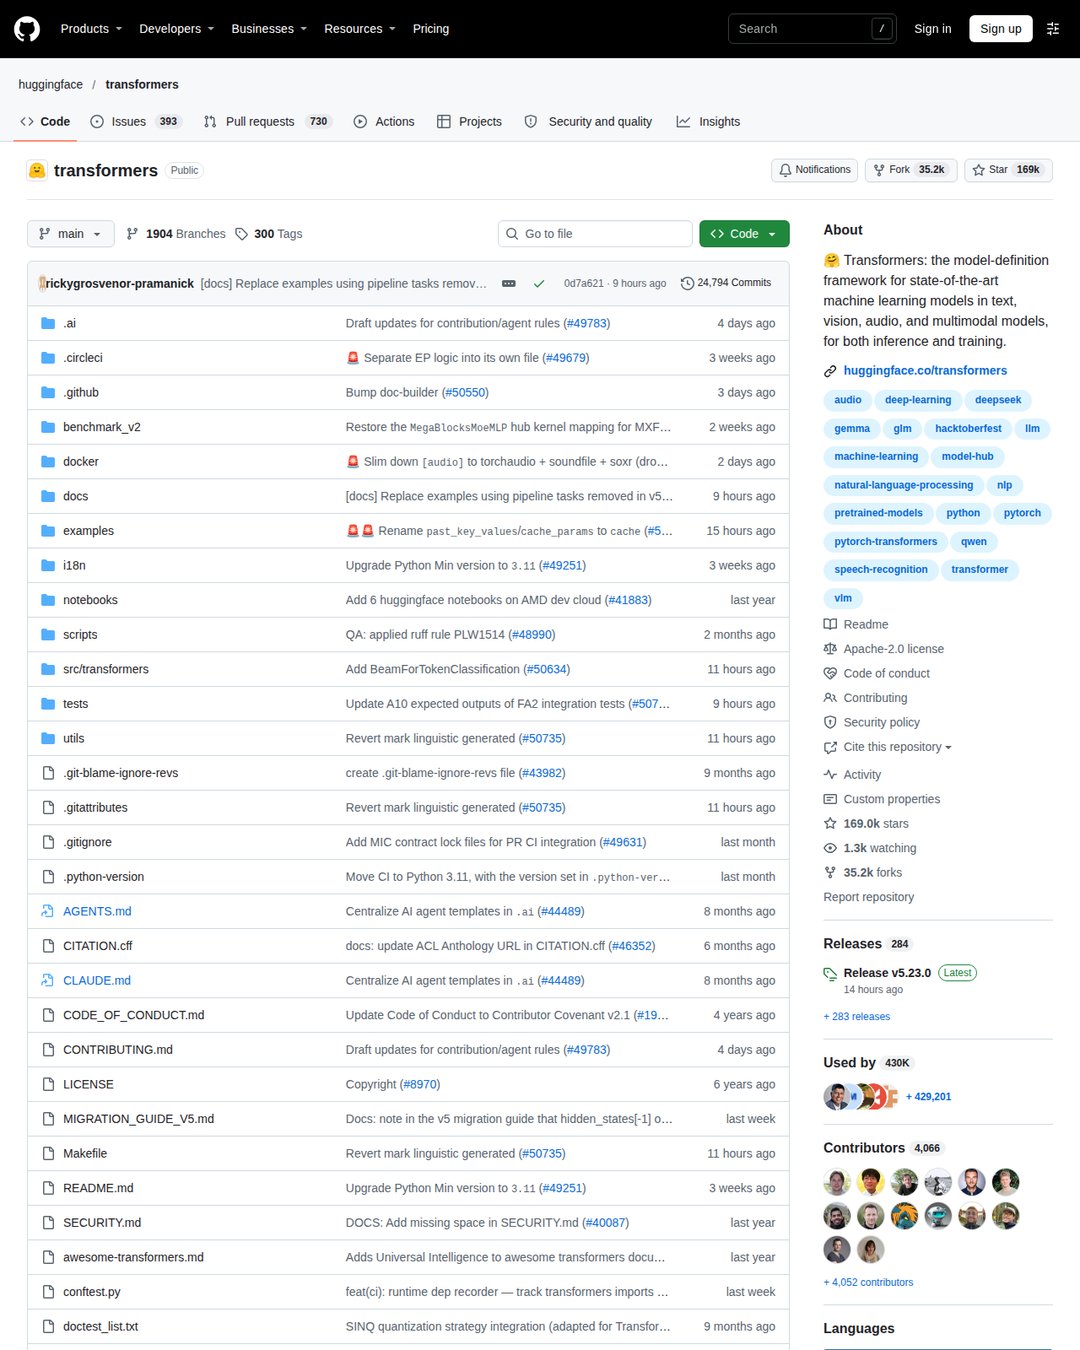 Products Developers Businesses Resources Pricing Search / Sign in Sign up
huggingface / transformers
Code Issues 393 Pull requests 730 Actions Projects Security and quality Insights
transformers Public Notifications Fork 35.2k Star 169k
main 1904 Branches 300 Tags Go to file Code
rickygrosvenor-pramanick [docs] Replace examples using pipeline tasks remov… 0d7a621 · 9 hours ago 24,794 Commits
.ai Draft updates for contribution/agent rules (#49783) 4 days ago
.circleci 🚨 Separate EP logic into its own file (#49679) 3 weeks ago
.github Bump doc-builder (#50550) 3 days ago
benchmark_v2 Restore the MegaBlocksMoeMLP hub kernel mapping for MXF… 2 weeks ago
docker 🚨 Slim down [audio] to torchaudio + soundfile + soxr (dro… 2 days ago
docs [docs] Replace examples using pipeline tasks removed in v5… 9 hours ago
examples 🚨🚨 Rename past_key_values/cache_params to cache (#5… 15 hours ago
i18n Upgrade Python Min version to 3.11 (#49251) 3 weeks ago
notebooks Add 6 huggingface notebooks on AMD dev cloud (#41883) last year
scripts QA: applied ruff rule PLW1514 (#48990) 2 months ago
src/transformers Add BeamForTokenClassification (#50634) 11 hours ago
tests Update A10 expected outputs of FA2 integration tests (#507… 9 hours ago
utils Revert mark linguistic generated (#50735) 11 hours ago
.git-blame-ignore-revs create .git-blame-ignore-revs file (#43982) 9 months ago
.gitattributes Revert mark linguistic generated (#50735) 11 hours ago
.gitignore Add MIC contract lock files for PR CI integration (#49631) last month
.python-version Move CI to Python 3.11, with the version set in .python-ver… last month
AGENTS.md Centralize AI agent templates in .ai (#44489) 8 months ago
CITATION.cff docs: update ACL Anthology URL in CITATION.cff (#46352) 6 months ago
CLAUDE.md Centralize AI agent templates in .ai (#44489) 8 months ago
CODE_OF_CONDUCT.md Update Code of Conduct to Contributor Covenant v2.1 (#19… 4 years ago
CONTRIBUTING.md Draft updates for contribution/agent rules (#49783) 4 days ago
LICENSE Copyright (#8970) 6 years ago
MIGRATION_GUIDE_V5.md Docs: note in the v5 migration guide that hidden_states[-1] o… last week
Makefile Revert mark linguistic generated (#50735) 11 hours ago
README.md Upgrade Python Min version to 3.11 (#49251) 3 weeks ago
SECURITY.md DOCS: Add missing space in SECURITY.md (#40087) last year
awesome-transformers.md Adds Universal Intelligence to awesome transformers docu… last year
conftest.py feat(ci): runtime dep recorder — track transformers imports … last week
doctest_list.txt SINQ quantization strategy integration (adapted for Transfor… 9 months ago
About
🤗 Transformers: the model-definition
framework for state-of-the-art
machine learning models in text,
vision, audio, and multimodal models,
for both inference and training.
huggingface.co/transformers
audio deep-learning deepseek
gemma glm hacktoberfest llm
machine-learning model-hub
natural-language-processing nlp
pretrained-models python pytorch
pytorch-transformers qwen
speech-recognition transformer
vlm
Readme
Apache-2.0 license
Code of conduct
Contributing
Security policy
Cite this repository
Activity
Custom properties
169.0k stars
1.3k watching
35.2k forks
Report repository
Releases 284
Release v5.23.0 Latest
14 hours ago
+ 283 releases
Used by 430K
+ 429,201
Contributors 4,066
+ 4,052 contributors
Languages